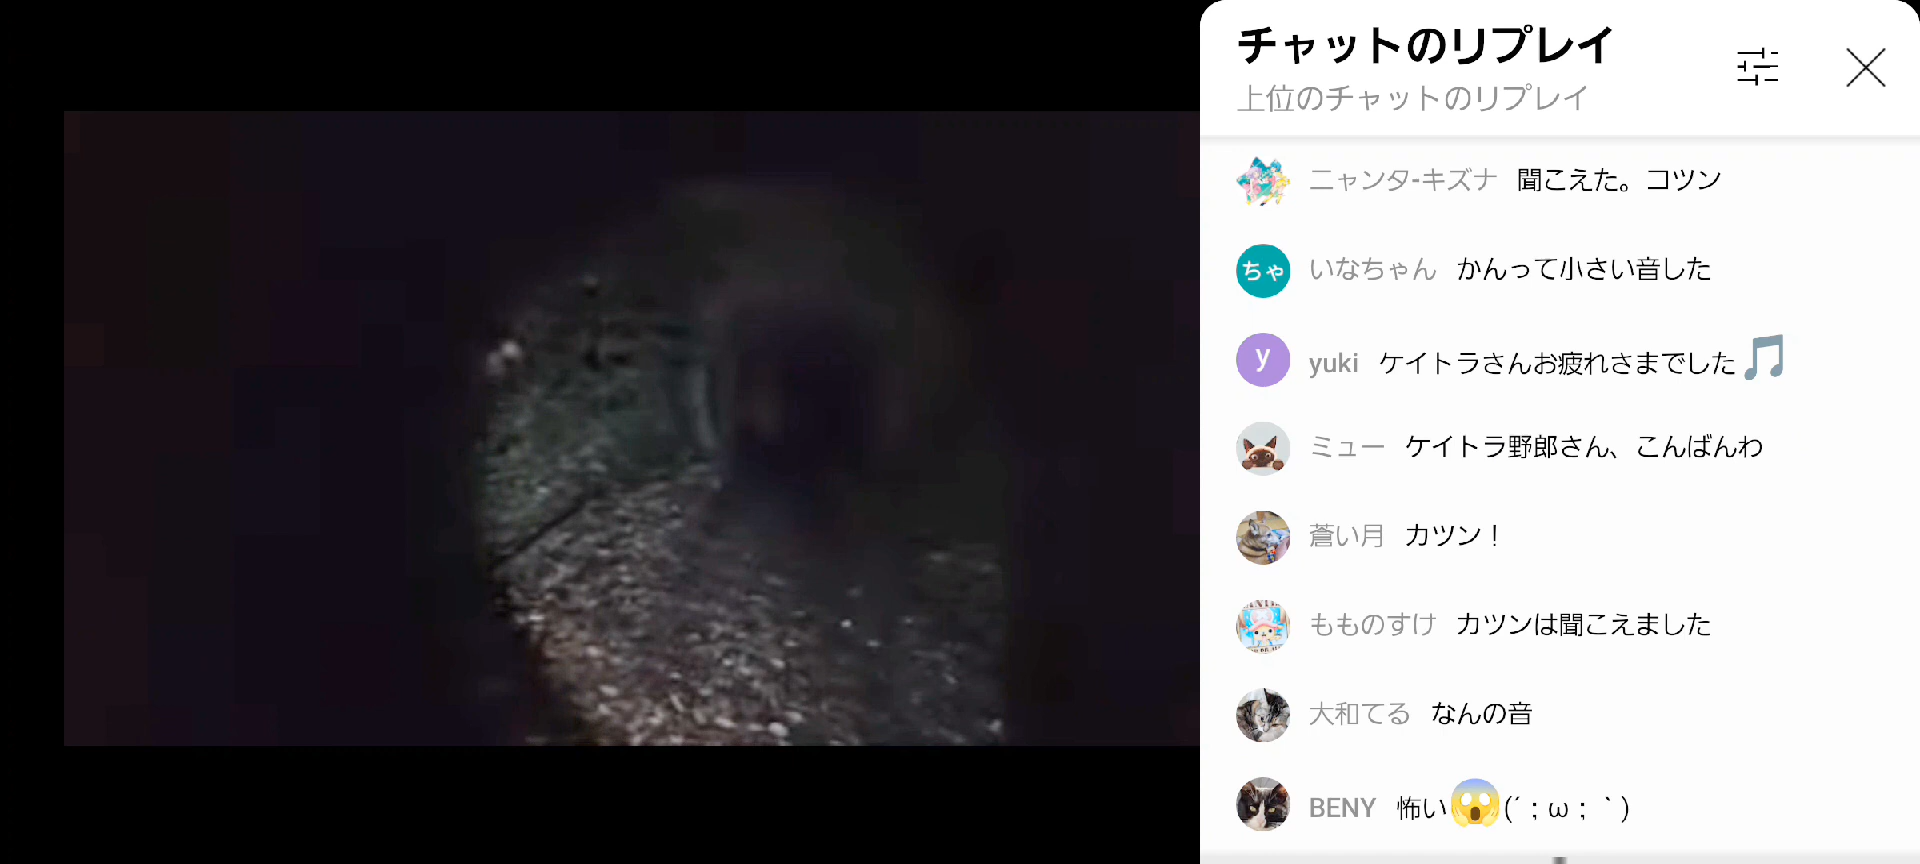 チャットのリプレイ
上位のチャットのリプレイ
ニャンタ-キズナ 聞こえた。コツン
ちゃ いなちゃん かんって小さい音した
y yuki ケイトラさんお疲れさまでした🎵
ミュー ケイトラ野郎さん、こんばんわ
蒼い月 カツン！
もものすけ カツンは聞こえました
大和てる なんの音
BENY 怖い😱(´；ω；｀)